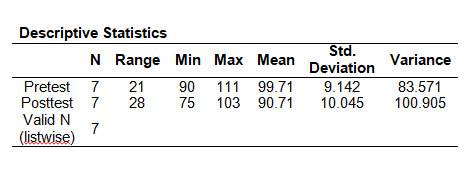 Descriptive Statistics
N Range Min Max Mean Std. Deviation Variance
Pretest 7 21 90 111 99.71 9.142 83.571
Posttest 7 28 75 103 90.71 10.045 100.905
Valid N (listwise) 7